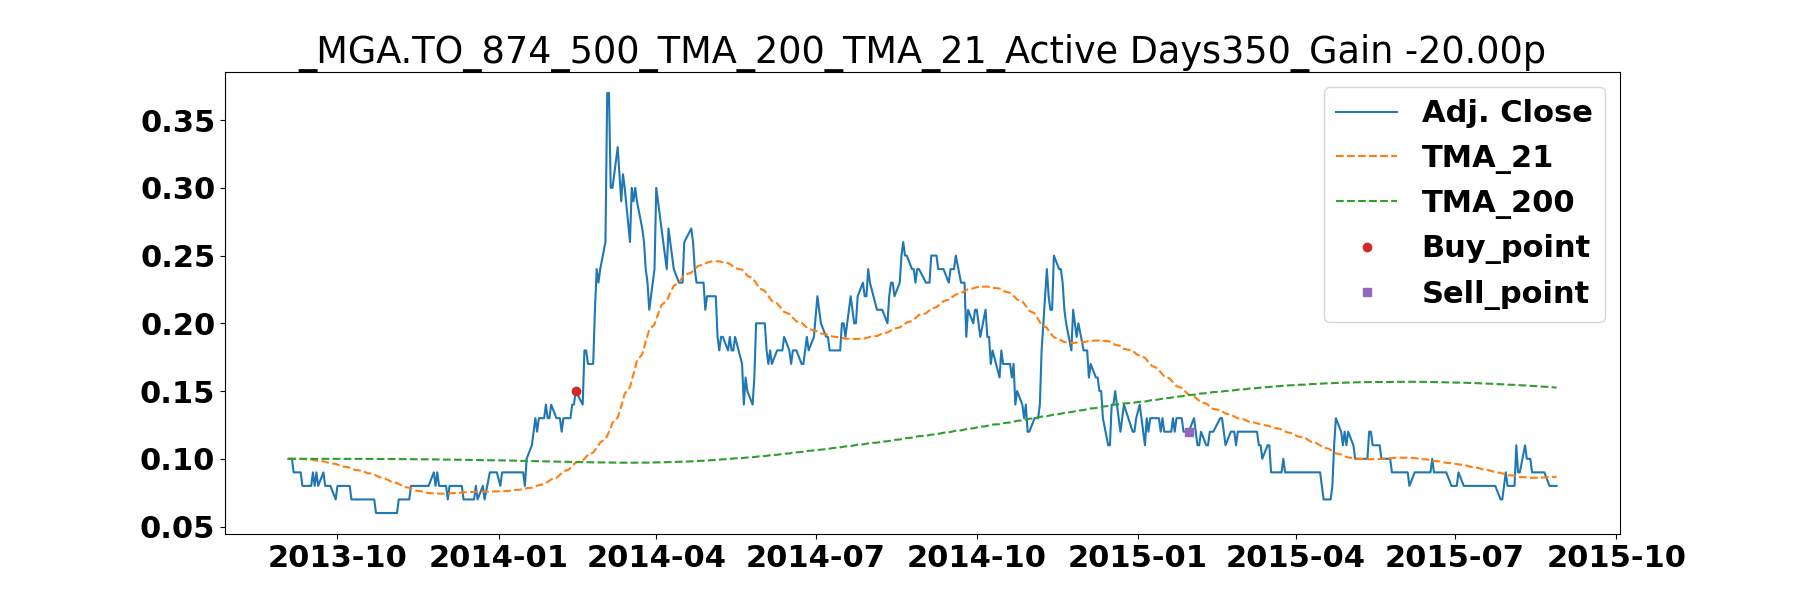 _MGA.TO_874_500_TMA_200_TMA_21_Active Days350_Gain -20.00p
0.35
0.30
0.25
0.20
0.15
0.10
0.05
Adj. Close
TMA_21
TMA_200
Buy_point
Sell_point
2013-10 2014-01 2014-04 2014-07 2014-10 2015-01 2015-04 2015-07 2015-10